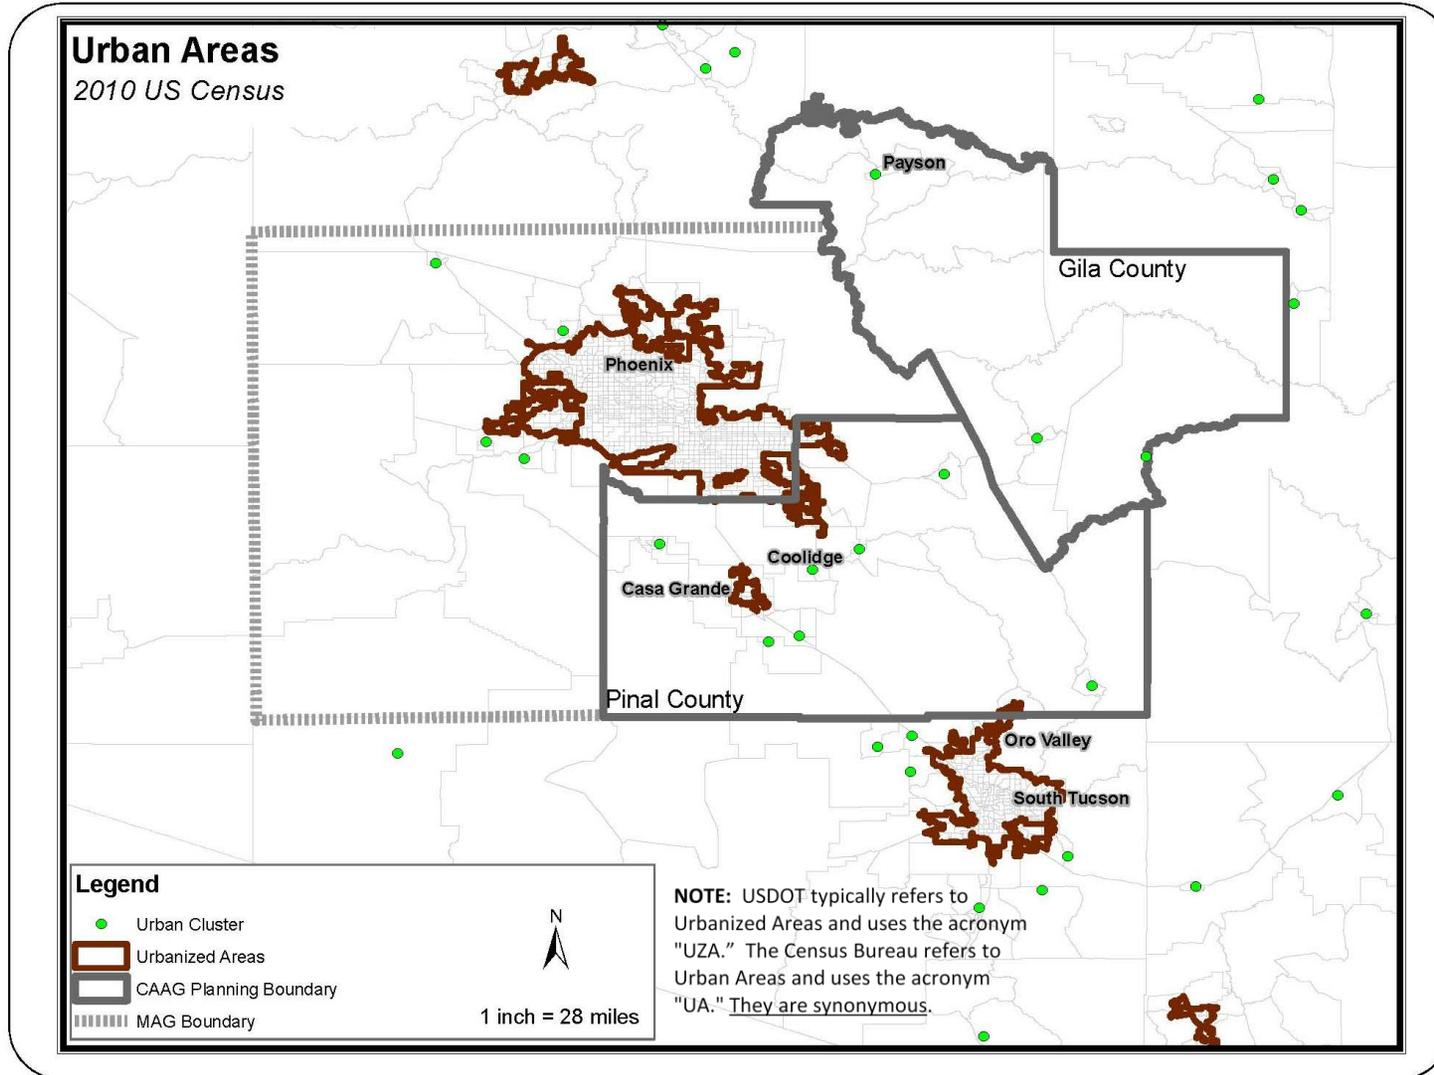 Urban Areas
2010 US Census
Payson
Gila County
Phoenix
Coolidge
Casa Grande
Pinal County
Oro Valley
South Tucson
Legend
Urban Cluster
Urbanized Areas
CAAG Planning Boundary
MAG Boundary
N
1 inch = 28 miles
NOTE:  USDOT typically refers to
Urbanized Areas and uses the acronym
"UZA.”  The Census Bureau refers to
Urban Areas and uses the acronym
"UA." They are synonymous.